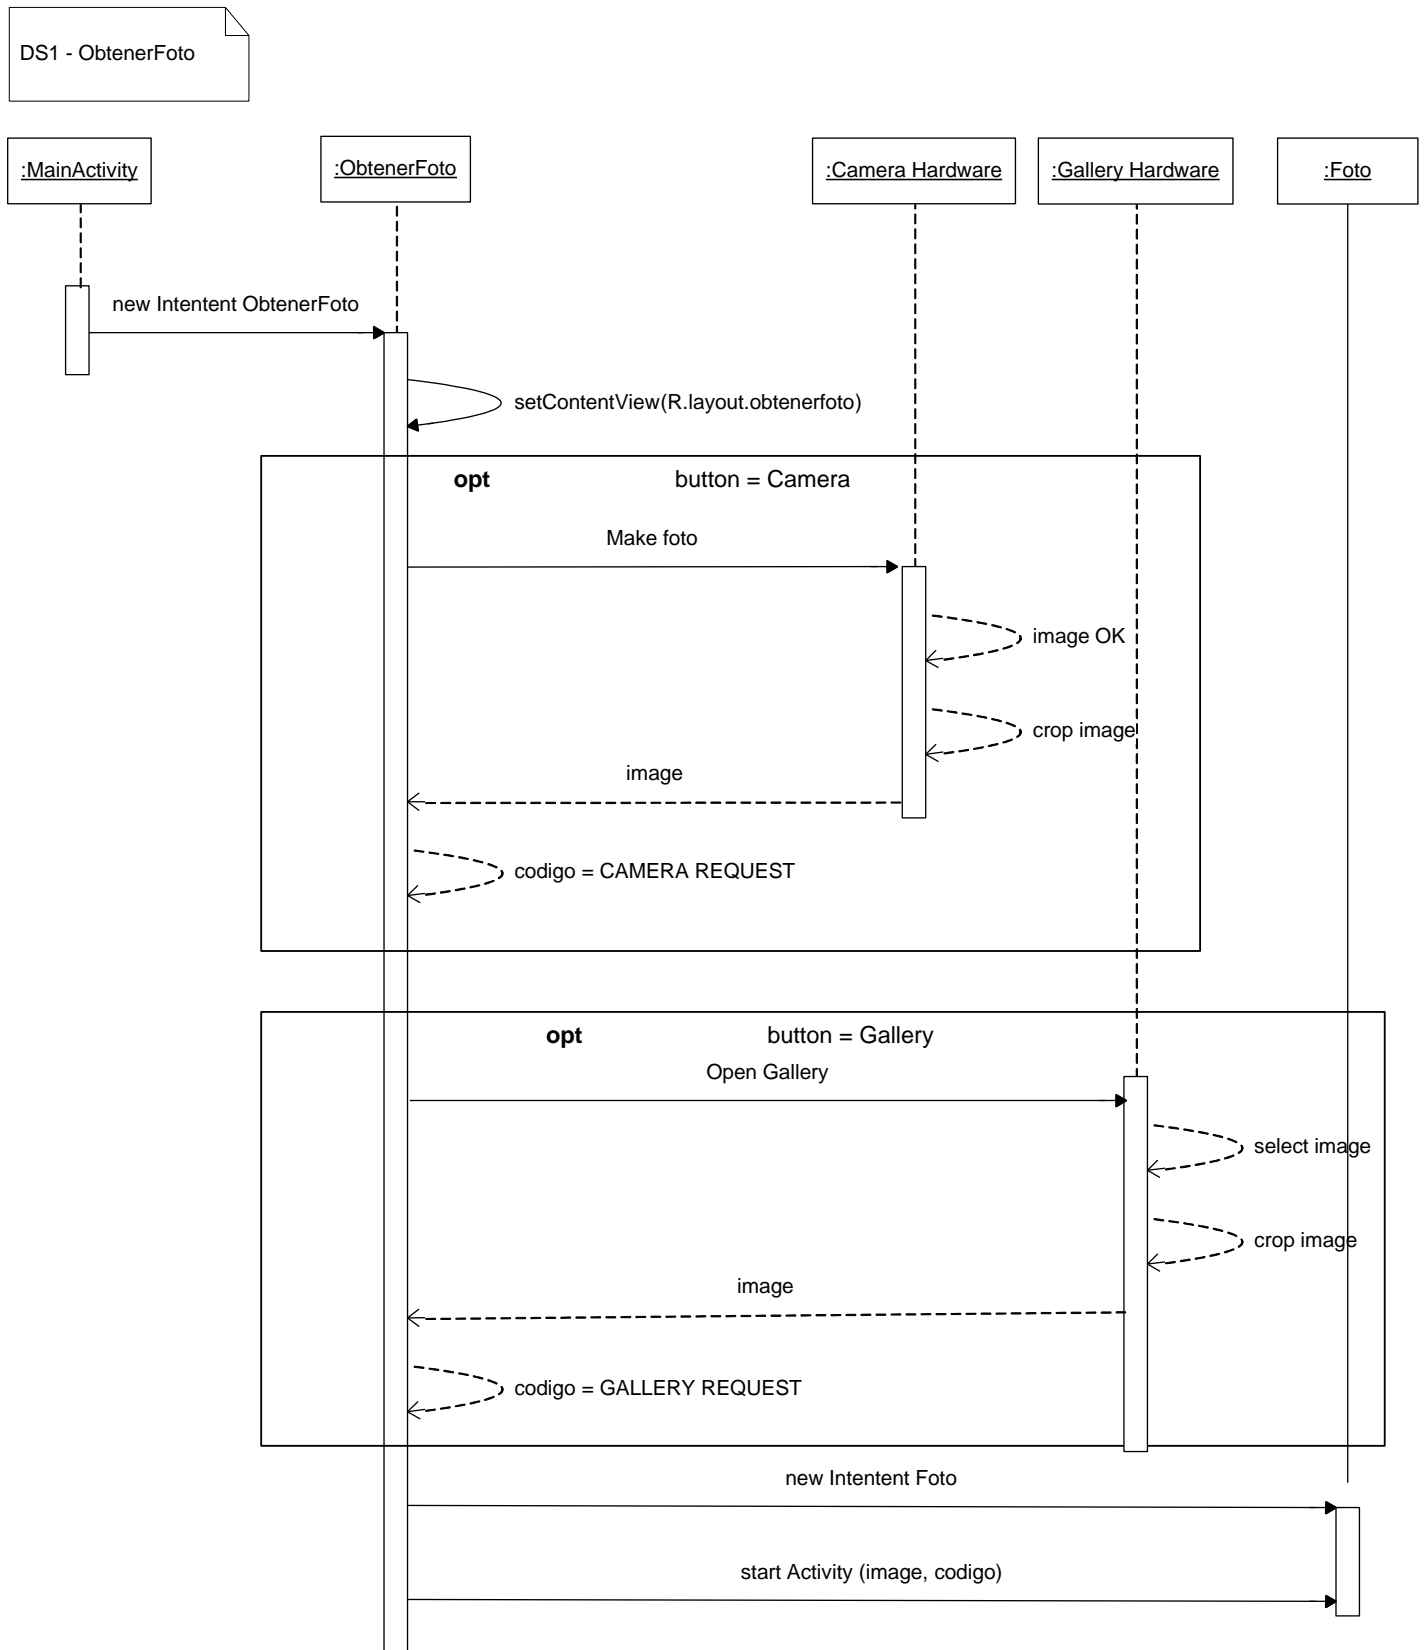 DS1 - ObtenerFoto
:MainActivity
:ObtenerFoto
:Camera Hardware
:Gallery Hardware
:Foto
new Intentent ObtenerFoto
setContentView(R.layout.obtenerfoto)
opt
button = Camera
Make foto
image OK
crop image
image
codigo = CAMERA REQUEST
opt
button = Gallery
Open Gallery
select image
crop image
image
codigo = GALLERY REQUEST
new Intentent Foto
start Activity (image, codigo)